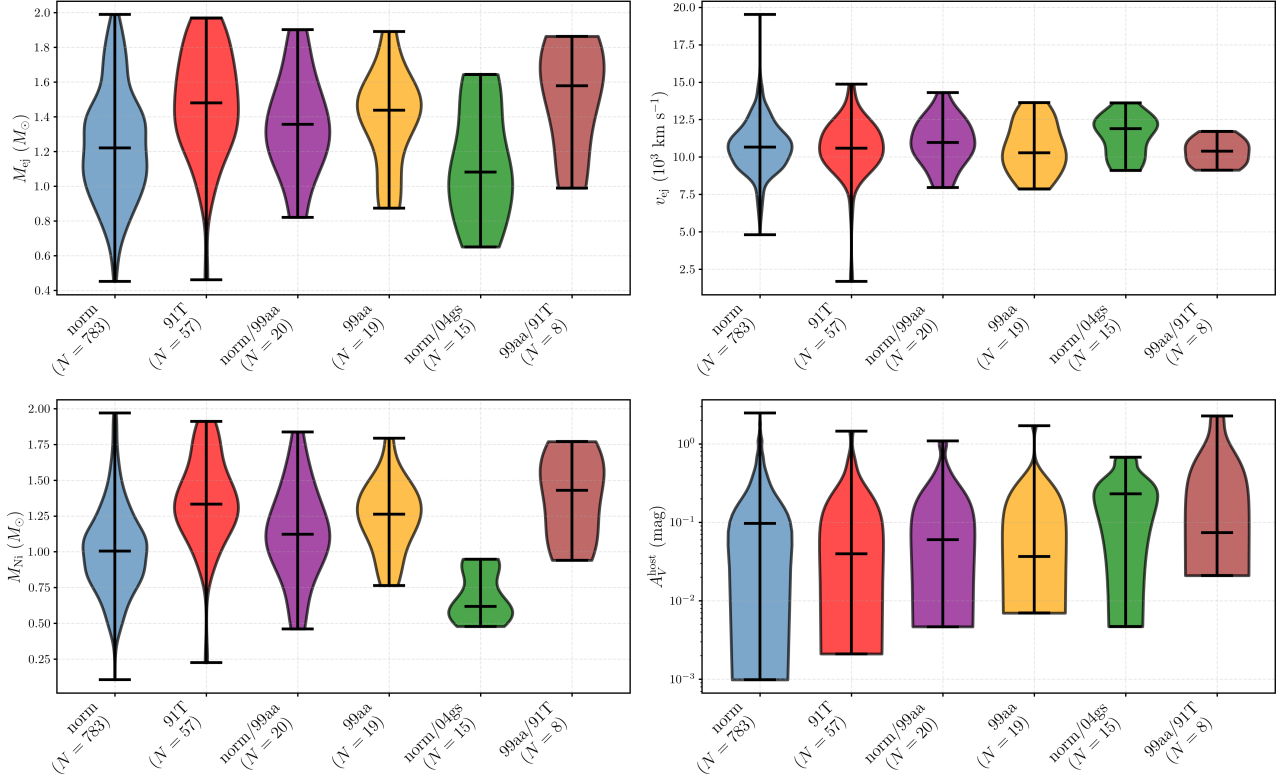 M_ej (M_⊙)
2.0
1.8
1.6
1.4
1.2
1.0
0.8
0.6
0.4
norm
(N = 783)
91T
(N = 57)
norm/99aa
(N = 20)
99aa
(N = 19)
norm/04gs
(N = 15)
99aa/91T
(N = 8)
v_ej (10^3 km s^−1)
20.0
17.5
15.0
12.5
10.0
7.5
5.0
2.5
norm
(N = 783)
91T
(N = 57)
norm/99aa
(N = 20)
99aa
(N = 19)
norm/04gs
(N = 15)
99aa/91T
(N = 8)
M_Ni (M_⊙)
2.00
1.75
1.50
1.25
1.00
0.75
0.50
0.25
norm
(N = 783)
91T
(N = 57)
norm/99aa
(N = 20)
99aa
(N = 19)
norm/04gs
(N = 15)
99aa/91T
(N = 8)
A_V^host (mag)
10^0
10^−1
10^−2
10^−3
norm
(N = 783)
91T
(N = 57)
norm/99aa
(N = 20)
99aa
(N = 19)
norm/04gs
(N = 15)
99aa/91T
(N = 8)